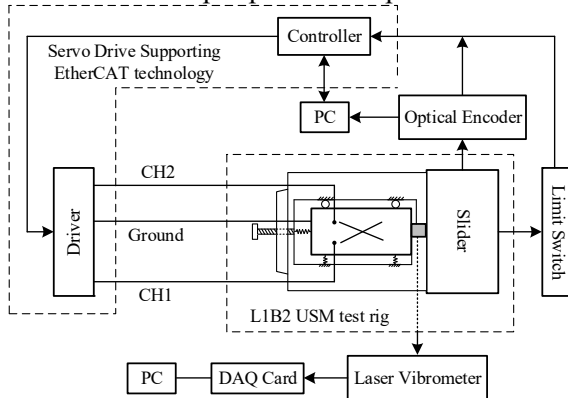 Controller
Servo Drive Supporting
EtherCAT technology
PC
Optical Encoder
CH2
Driver
Ground
Slider
Limit Switch
CH1
L1B2 USM test rig
PC
DAQ Card
Laser Vibrometer